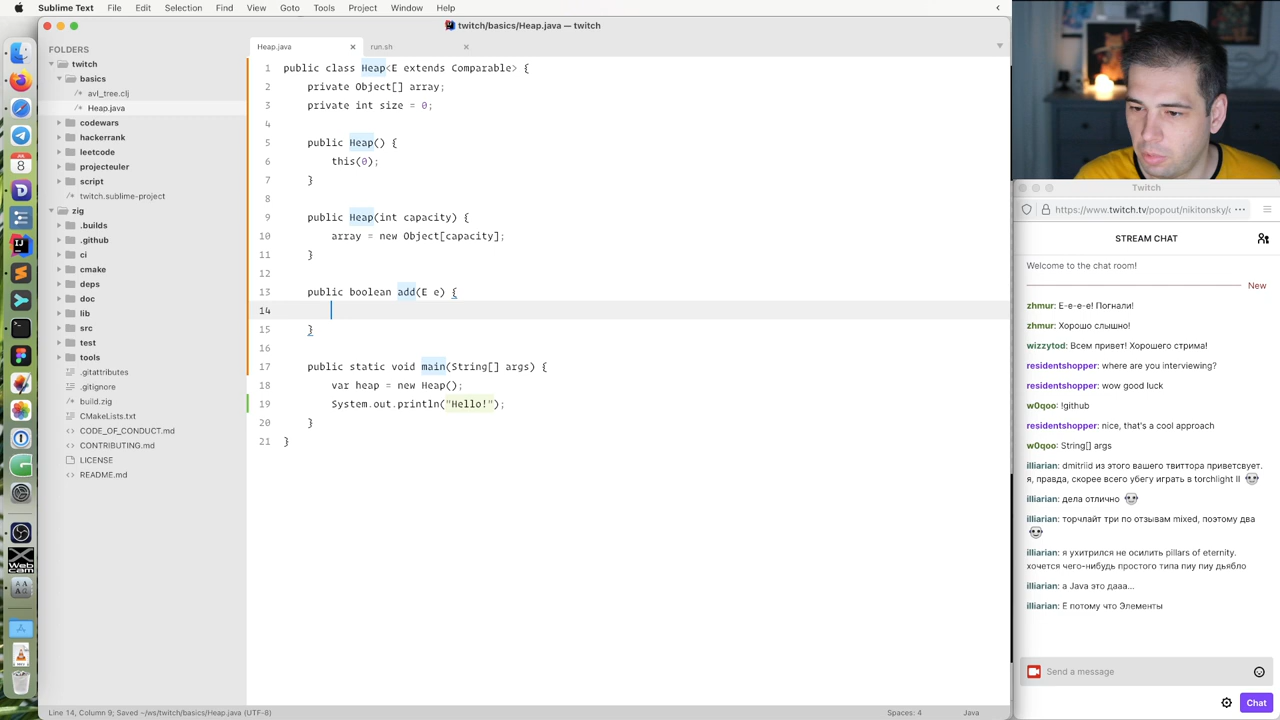 Sublime Text File Edit Selection Find View Goto Tools Project Window Help
twitch/basics/Heap.java — twitch
FOLDERS
twitch
basics
avl_tree.clj
Heap.java
codewars
hackerrank
leetcode
projecteuler
script
twitch.sublime-project
zig
.builds
.github
ci
cmake
deps
doc
lib
src
test
tools
.gitattributes
.gitignore
build.zig
CMakeLists.txt
CODE_OF_CONDUCT.md
CONTRIBUTING.md
LICENSE
README.md
Heap.java
run.sh
1 public class Heap<E extends Comparable> {
2 private Object[] array;
3 private int size = 0;
4
5 public Heap() {
6 this(0);
7 }
8
9 public Heap(int capacity) {
10 array = new Object[capacity];
11 }
12
13 public boolean add(E e) {
14
15 }
16
17 public static void main(String[] args) {
18 var heap = new Heap();
19 System.out.println("Hello!");
20 }
21 }
Line 14, Column 9; Saved ~/ws/twitch/basics/Heap.java (UTF-8)
Spaces: 4
Java
Twitch
https://www.twitch.tv/popout/nikitonsky/
STREAM CHAT
Welcome to the chat room!
New
zhmur: Е-е-е-е! Погнали!
zhmur: Хорошо слышно!
wizzytod: Всем привет! Хорошего стрима!
residentshopper: where are you interviewing?
residentshopper: wow good luck
w0qoo: !github
residentshopper: nice, that's a cool approach
w0qoo: String[] args
illiarian: dmitriid из этого вашего твиттора приветсвует.
я, правда, скорее всего убегу играть в torchlight II
illiarian: дела отлично
illiarian: торчлайт три по отзывам mixed, поэтому два
illiarian: я ухитрился не осилить pillars of eternity.
хочется чего-нибудь простого типа пиу пиу дьябло
illiarian: а Java это дааа...
illiarian: Е потому что Элементы
Send a message
Chat